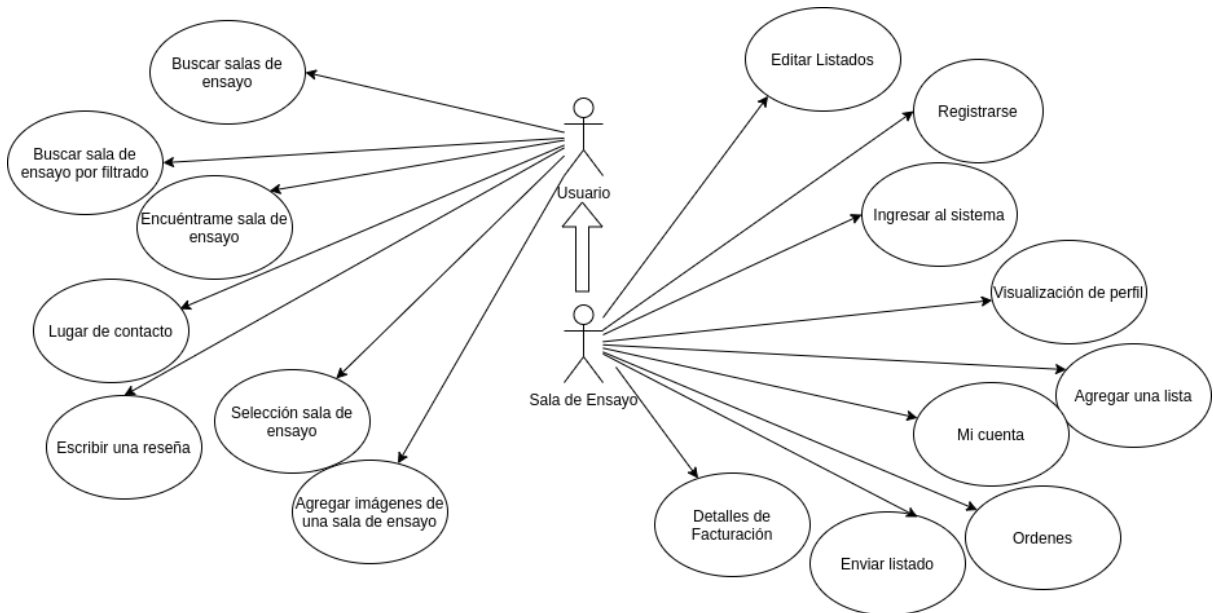 Editar Listados
Buscar salas de
ensayo
Registrarse
Buscar sala de
ensayo por filtrado
Usuario
Encuéntrame sala de
ensayo
Ingresar al sistema
Visualización de perfil
Lugar de contacto
Sala de Ensayo
Agregar una lista
Selección sala de
ensayo
Mi cuenta
Escribir una reseña
Agregar imágenes de
una sala de ensayo
Detalles de
Facturación
Ordenes
Enviar listado